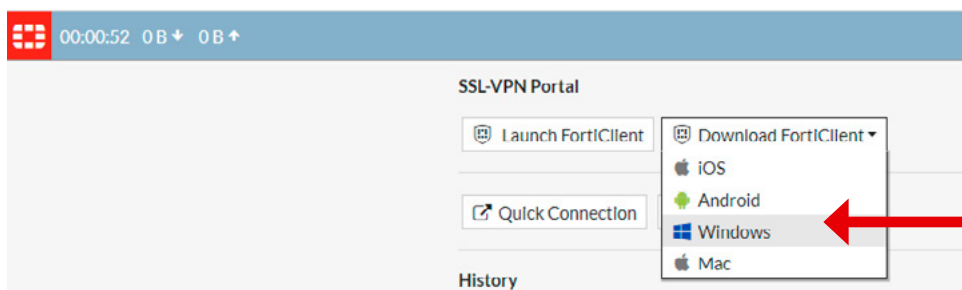 00:00:52 0 B 0 B
SSL-VPN Portal
Launch FortiClient Download FortiClient
iOS
Android
Quick Connection
Windows
Mac
History